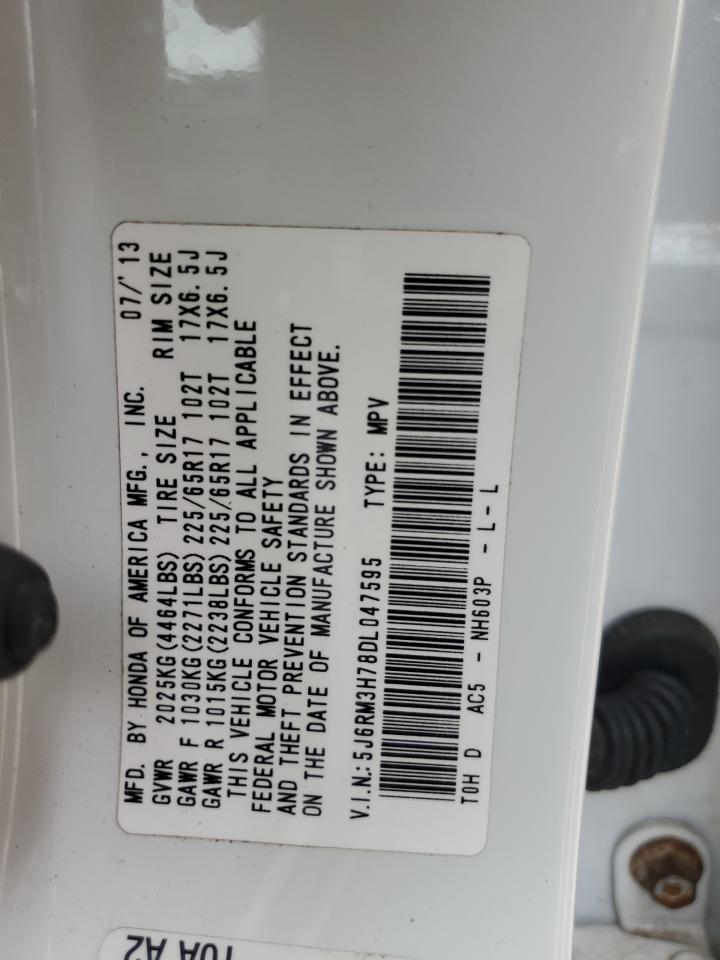 MFD. BY HONDA OF AMERICA MFG., INC. 07/'13
GVWR 2025KG(4464LBS) TIRE SIZE RIM SIZE
GAWR F 1030KG(2271LBS) 225/65R17 102T 17X6.5J
GAWR R 1015KG(2238LBS) 225/65R17 102T 17X6.5J
THIS VEHICLE CONFORMS TO ALL APPLICABLE
FEDERAL MOTOR VEHICLE SAFETY
AND THEFT PREVENTION STANDARDS IN EFFECT
ON THE DATE OF MANUFACTURE SHOWN ABOVE.
V.I.N.:5J6RM3H78DL047595 TYPE: MPV
TOH D AC5 - NH603P - L-L
TOA A2